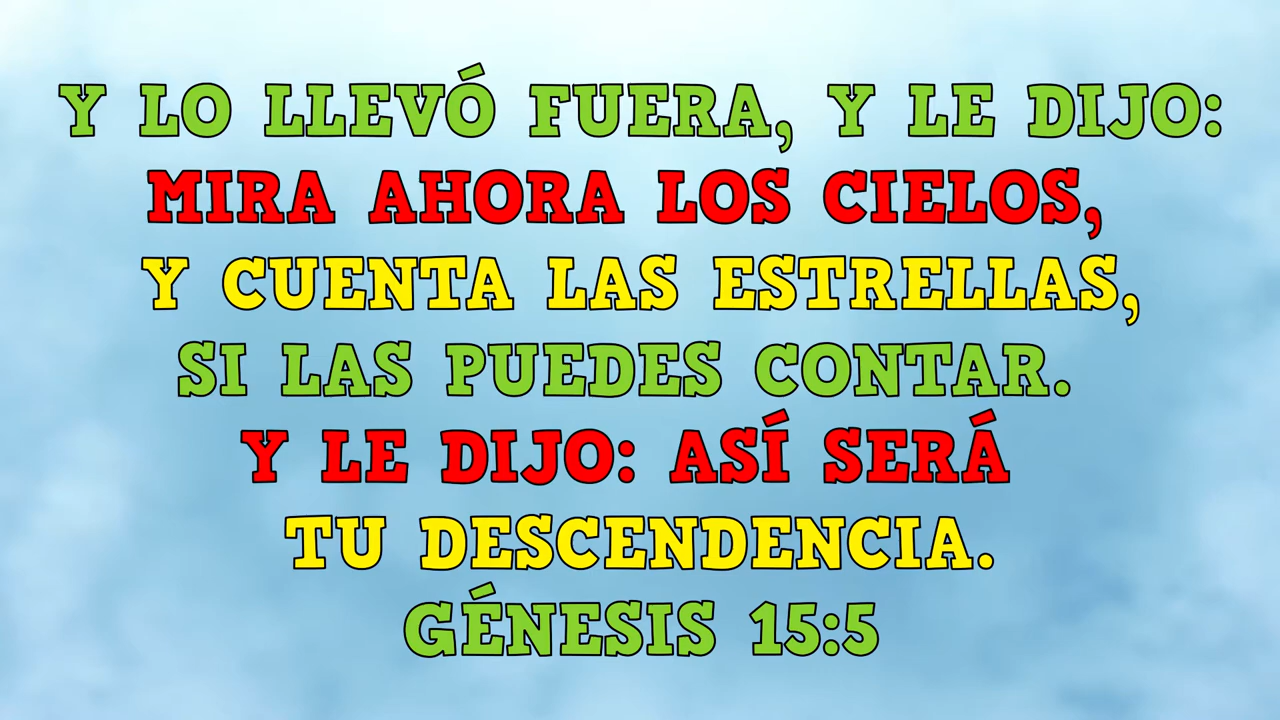 Y LO LLEVÓ FUERA, Y LE DIJO:
MIRA AHORA LOS CIELOS,
Y CUENTA LAS ESTRELLAS,
SI LAS PUEDES CONTAR.
Y LE DIJO: ASÍ SERÁ
TU DESCENDENCIA.
GÉNESIS 15:5